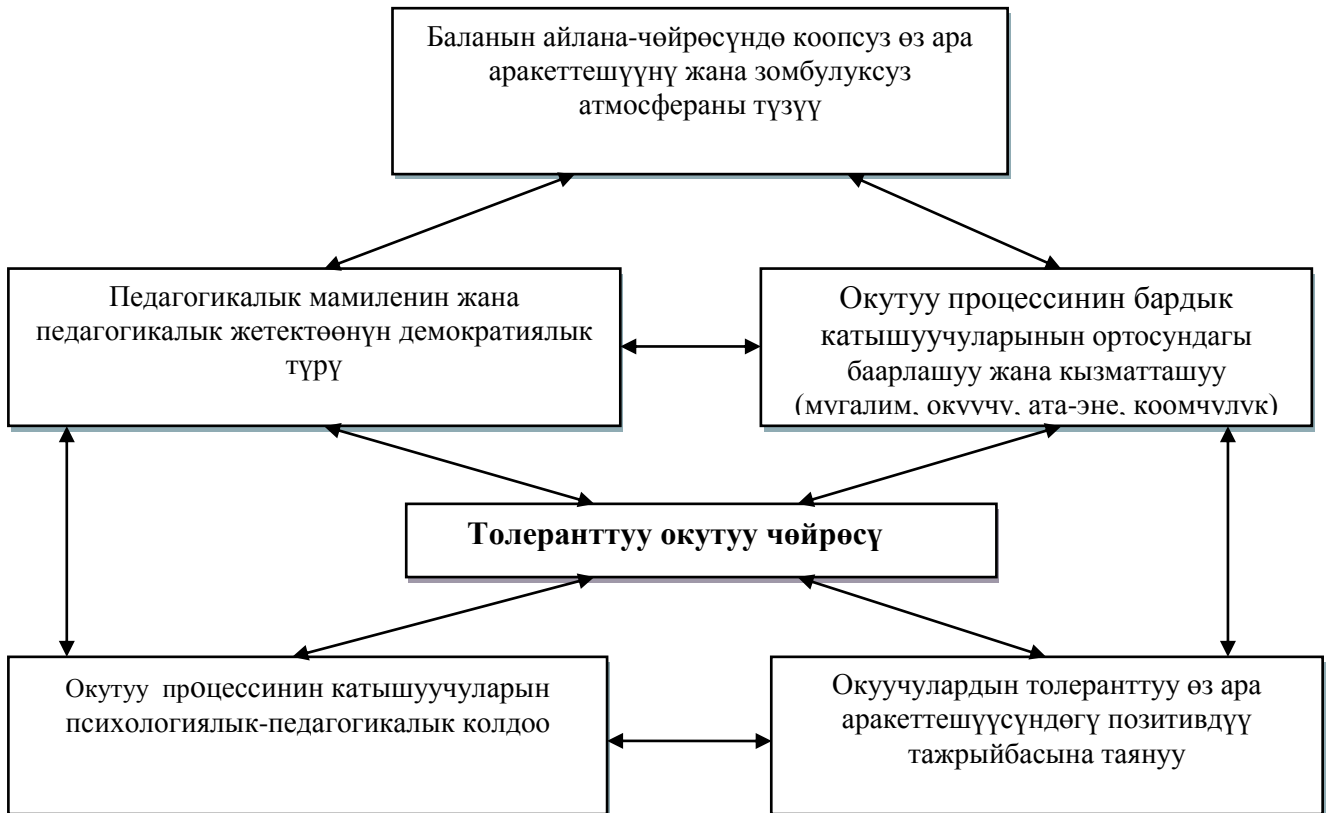 Баланын айлана-чөйрөсүндө коопсуз өз ара
аракеттешүүнү жана зомбулуксуз
атмосфераны түзүү
Педагогикалык мамиленин жана
педагогикалык жетектөөнүн демократиялык
түрү
Окутуу процессинин бардык
катышуучуларынын ортосундагы
баарлашуу жана кызматташуу
(мугалим, окуучу, ата-эне, коомчулук)
Толеранттуу окутуу чөйрөсү
Окутуу процессинин катышуучуларын
психологиялык-педагогикалык колдоо
Окуучулардын толеранттуу өз ара
аракеттешүүсүндөгү позитивдүү
тажрыйбасына таянуу